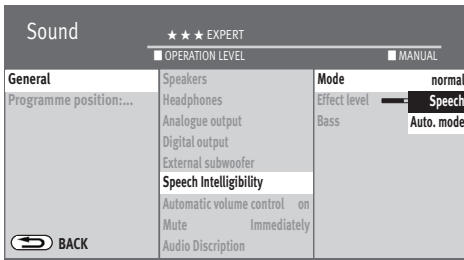 Sound
★ ★ ★ EXPERT
OPERATION LEVEL
MANUAL
General
Programme position:...
BACK
Speakers
Headphones
Analogue output
Digital output
External subwoofer
Speech Intelligibility
Automatic volume control on
Mute Immediately
Audio Discription
Mode normal
Effect level Speech
Bass Auto. mode